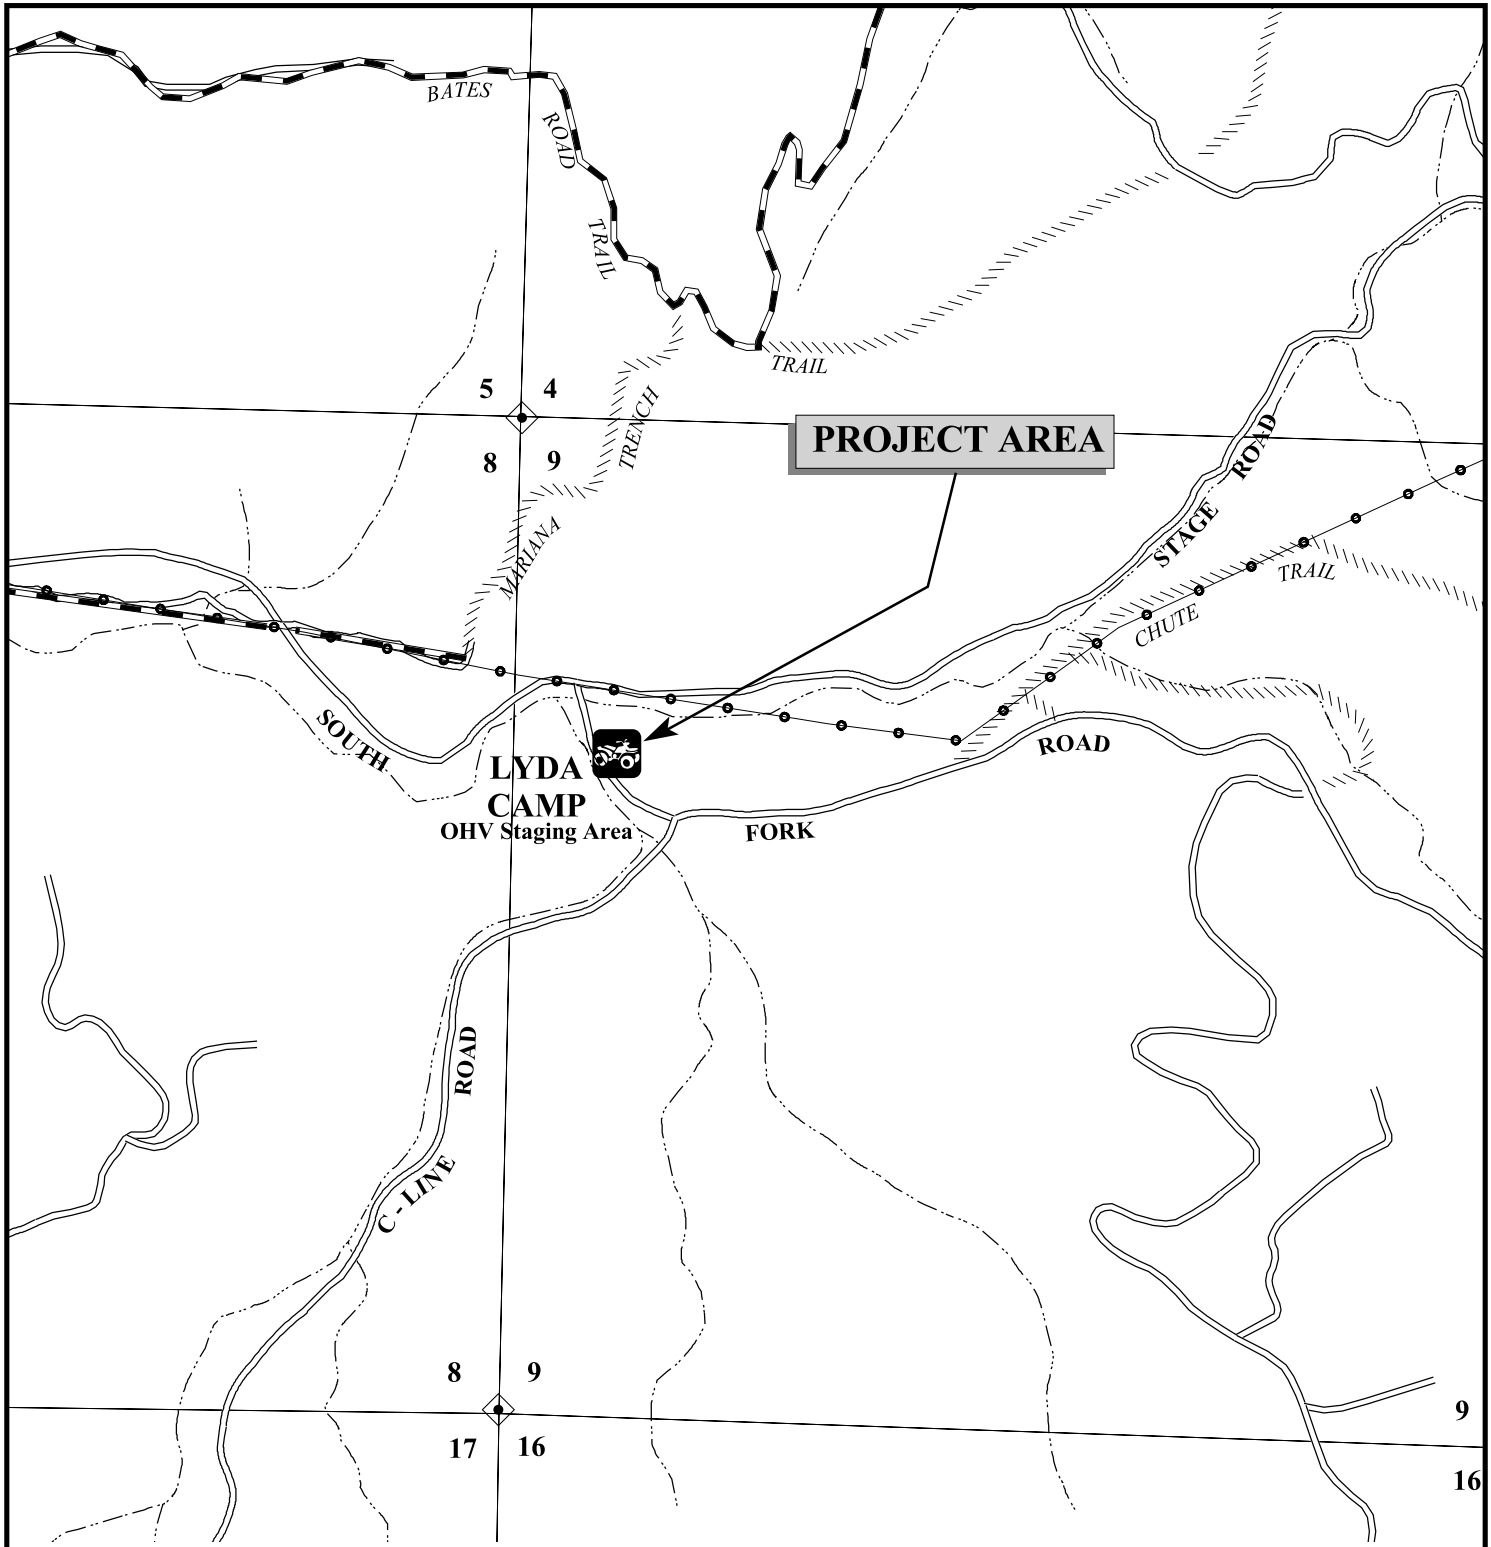 BATES
ROAD
TRAIL
TRAIL
5 4
8 9
TRENCH
MARIANA
PROJECT AREA
STAGE ROAD
CHUTE TRAIL
SOUTH
FORK
ROAD
LYDA
CAMP
OHV Staging Area
C - LINE
ROAD
8 9
17 16
9
16